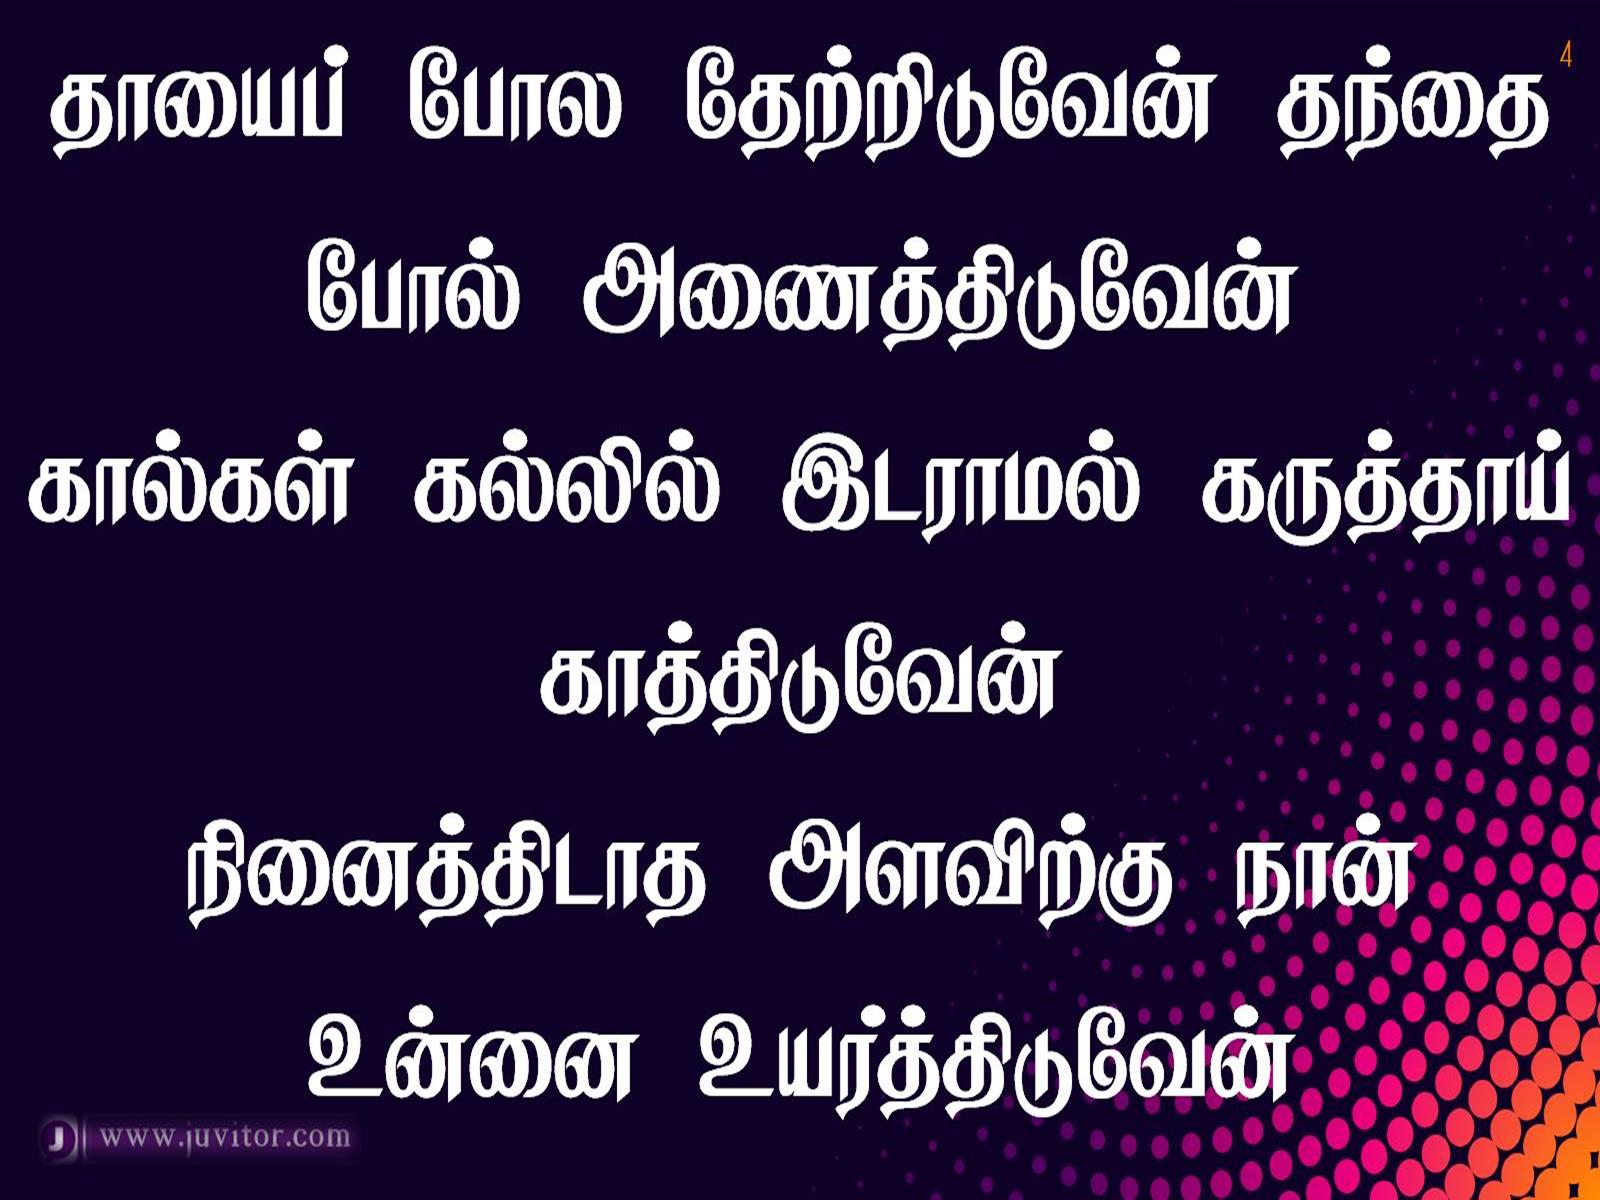 தாயைப் போல தேற்றிடுவேன் தந்தை
4
போல் அணைத்திடுவேன்
கால்கள் கல்லில் இடராமல் கருத்தாய்
காத்திடுவேன்
நினைத்திடாத அளவிற்கு நான்
உன்னை உயர்த்திடுவேன்
J www.juvitor.com